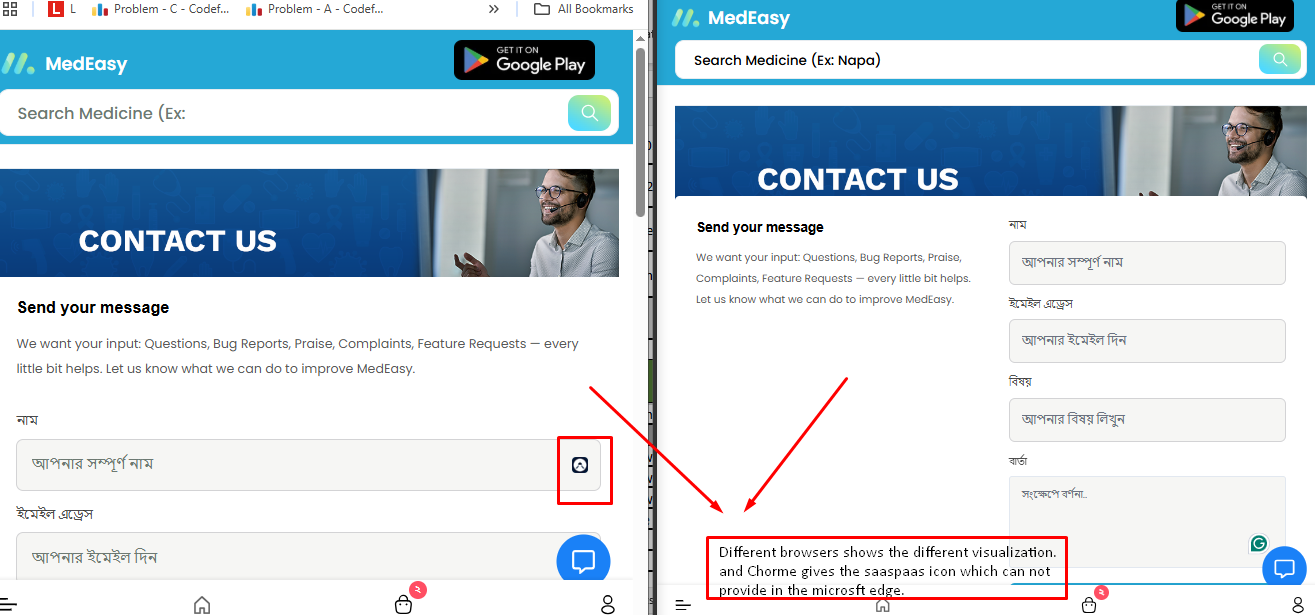 L
L
Problem - C - Codef...
Problem - A - Codef...
»
All Bookmarks
MedEasy
GET IT ON
Google Play
Search Medicine (Ex:
CONTACT US
Send your message
We want your input: Questions, Bug Reports, Praise, Complaints, Feature Requests — every
little bit helps. Let us know what we can do to improve MedEasy.
নাম
আপনার সম্পূর্ণ নাম
ইমেইল এড্রেস
আপনার ইমেইল দিন
২
MedEasy
GET IT ON
Google Play
Search Medicine (Ex: Napa)
CONTACT US
Send your message
We want your input: Questions, Bug Reports, Praise,
Complaints, Feature Requests — every little bit helps.
Let us know what we can do to improve MedEasy.
নাম
আপনার সম্পূর্ণ নাম
ইমেইল এড্রেস
আপনার ইমেইল দিন
বিষয়
আপনার বিষয় লিখুন
বার্তা
সংক্ষেপে বর্ণনা..
Different browsers shows the different visualization.
and Chorme gives the saaspaas icon which can not
provide in the microsft edge.
২